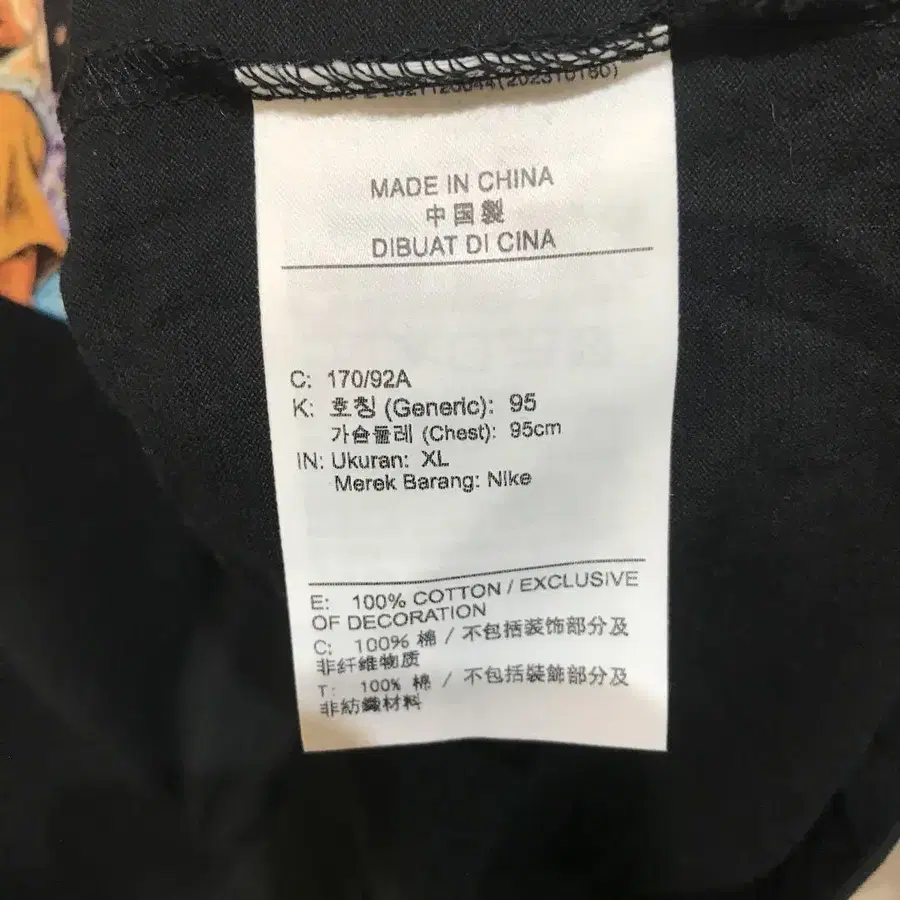 MADE IN CHINA
中国製
DIBUAT DI CINA
C: 170/92A
K: 호칭 (Generic): 95
가슴둘레 (Chest): 95cm
IN: Ukuran: XL
Merek Barang: Nike
E: 100% COTTON / EXCLUSIVE
OF DECORATION
C: 100% 棉 / 不包括装饰部分及
非纤维物质
T: 100% 棉 / 不包括裝飾部分及
非紡織材料